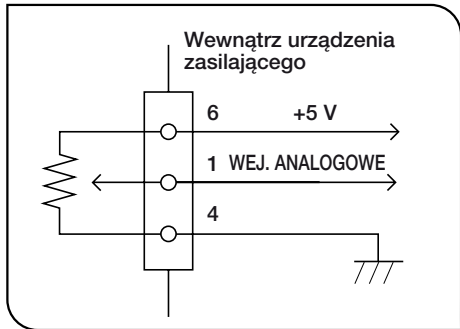 Wewnątrz urządzenia
zasilającego
6 +5 V
1 WEJ. ANALOGOWE
4